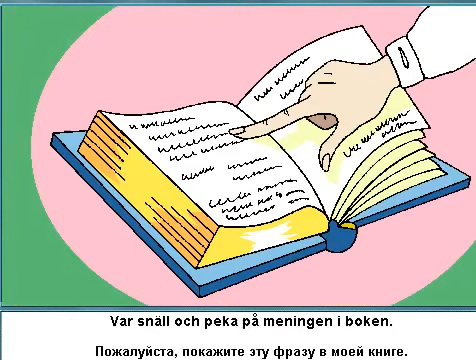 Var snäll och peka på meningen i boken.
Пожалуйста, покажите эту фразу в моей книге.